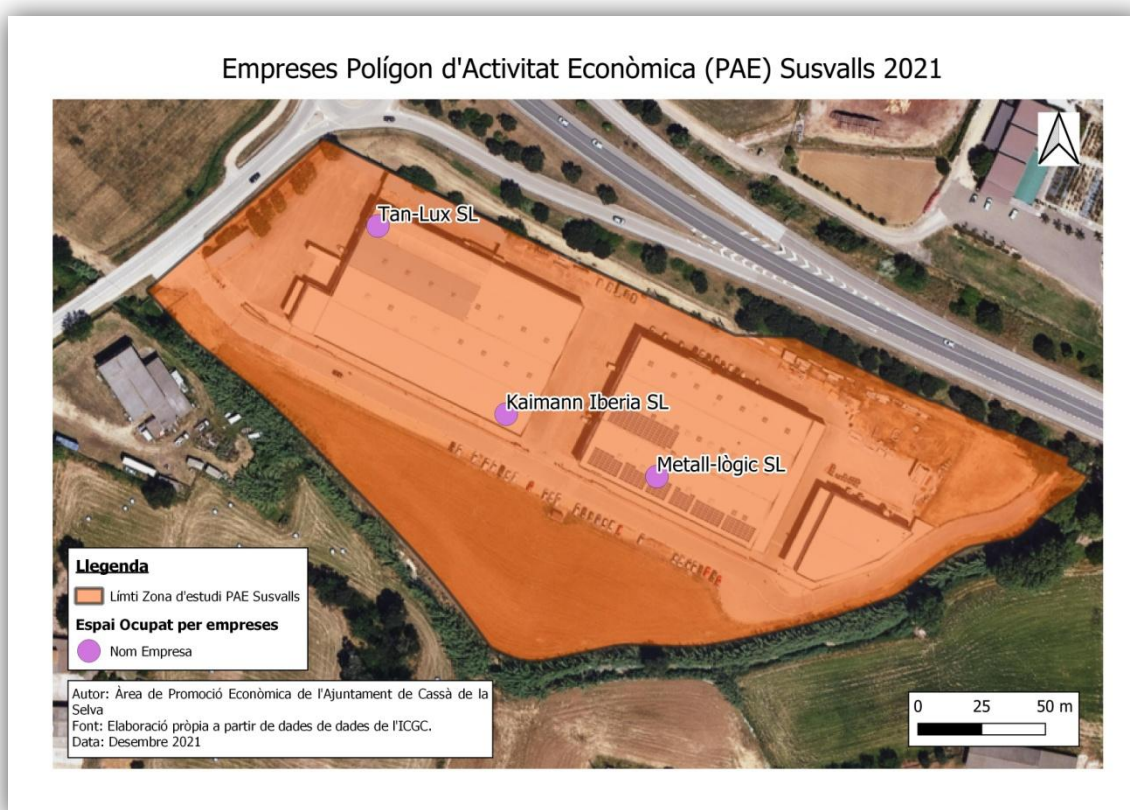 Empreses Polígon d'Activitat Econòmica (PAE) Susvalls 2021
Tan-Lux SL
Kaimann Iberia SL
Metall-lògic SL
Llegenda
Límti Zona d'estudi PAE Susvalls
Espai Ocupat per empreses
Nom Empresa
Autor: Àrea de Promoció Econòmica de l'Ajuntament de Cassà de la
Selva
Font: Elaboració pròpia a partir de dades de dades de l'ICGC.
Data: Desembre 2021
0 25 50 m